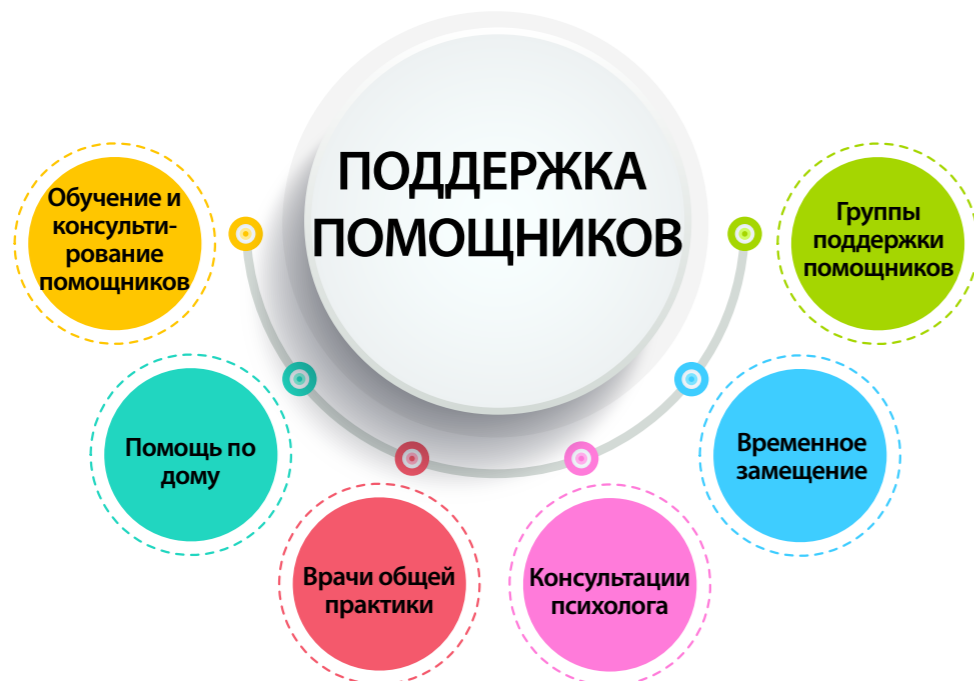 ПОДДЕРЖКА
ПОМОЩНИКОВ
Обучение и
консульти-
рование
помощников
Помощь по
дому
Врачи общей
практики
Консультации
психолога
Временное
замещение
Группы
поддержки
помощников